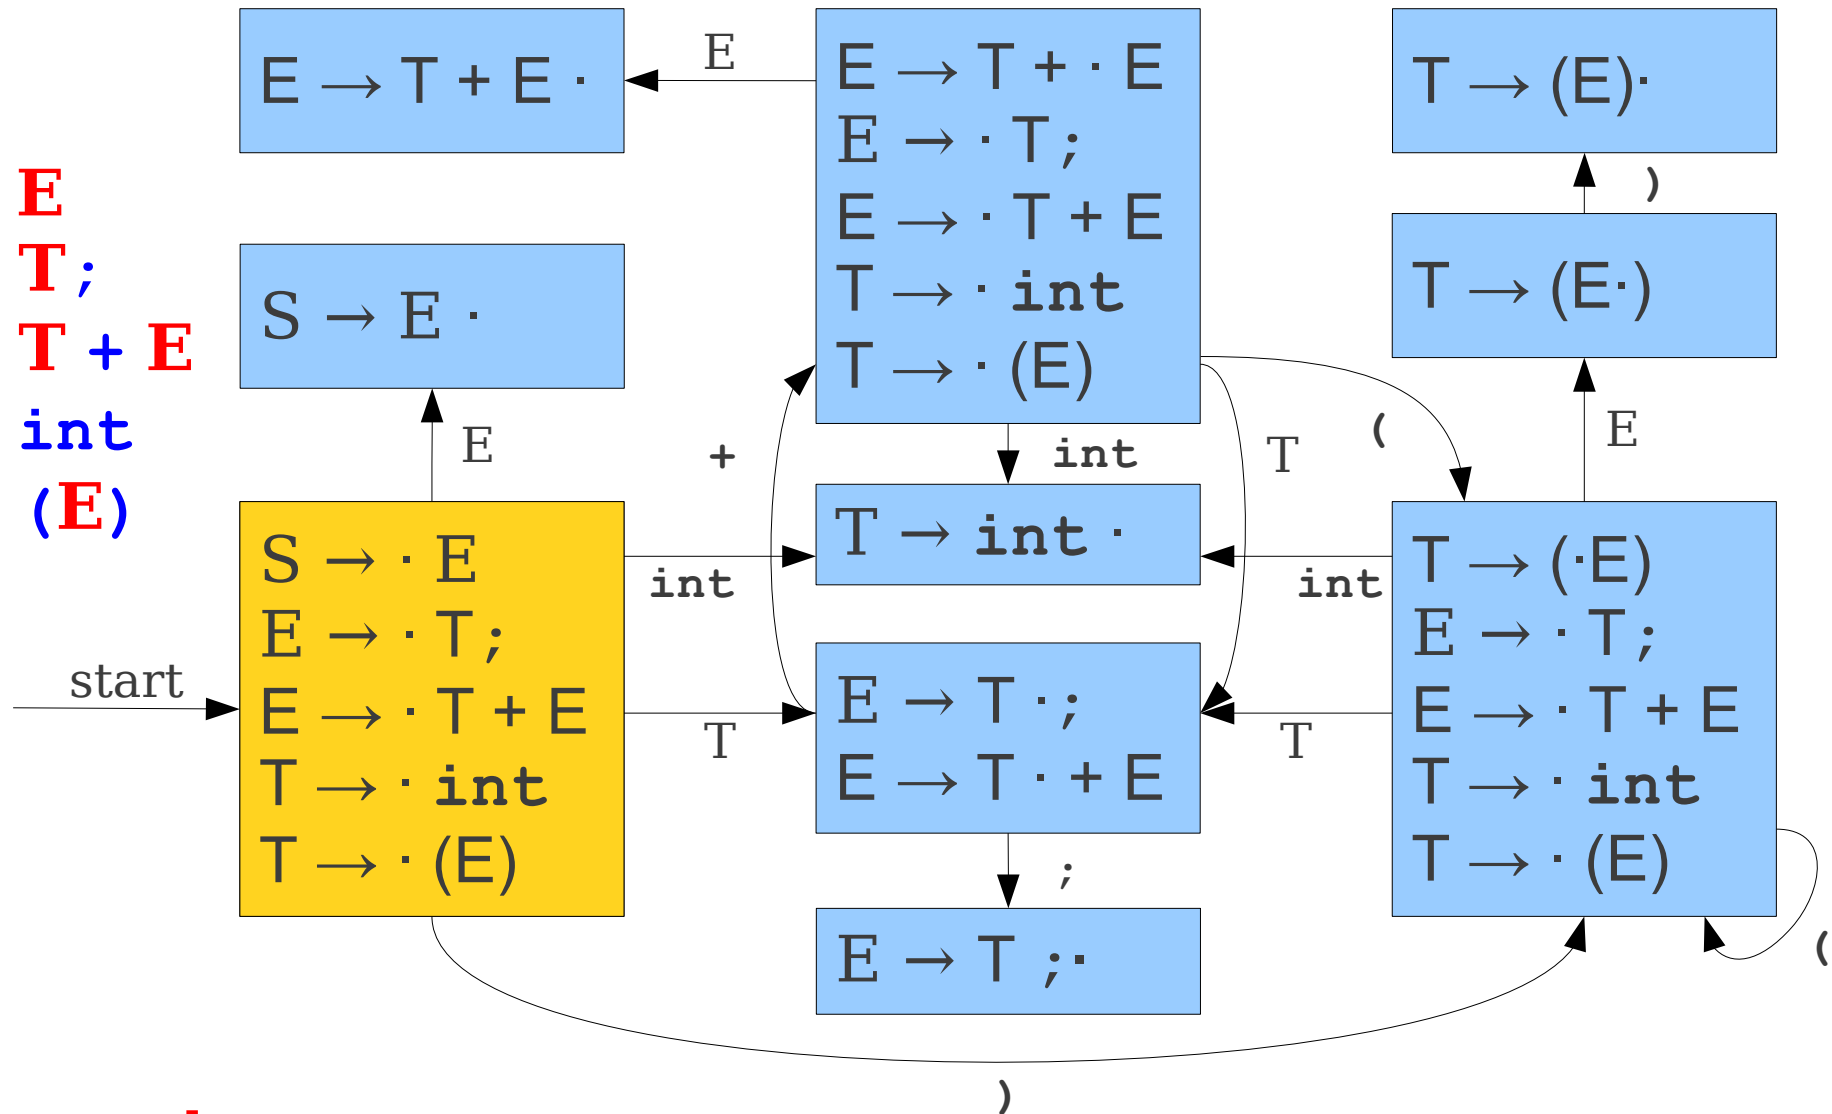 E
T ;
T + E
int
(E)
start
E → T + E ·
E
S → E ·
E
S → · E
E → · T ;
E → · T + E
T → · int
T → · (E)
E → T + · E
E → · T ;
E → · T + E
T → · int
T → · (E)
+
int
T
(
int
T → int ·
int
T
E → T · ;
E → T · + E
T
;
E → T ; ·
T → (E)·
)
T → (E·)
E
T → (·E)
E → · T ;
E → · T + E
T → · int
T → · (E)
(
)